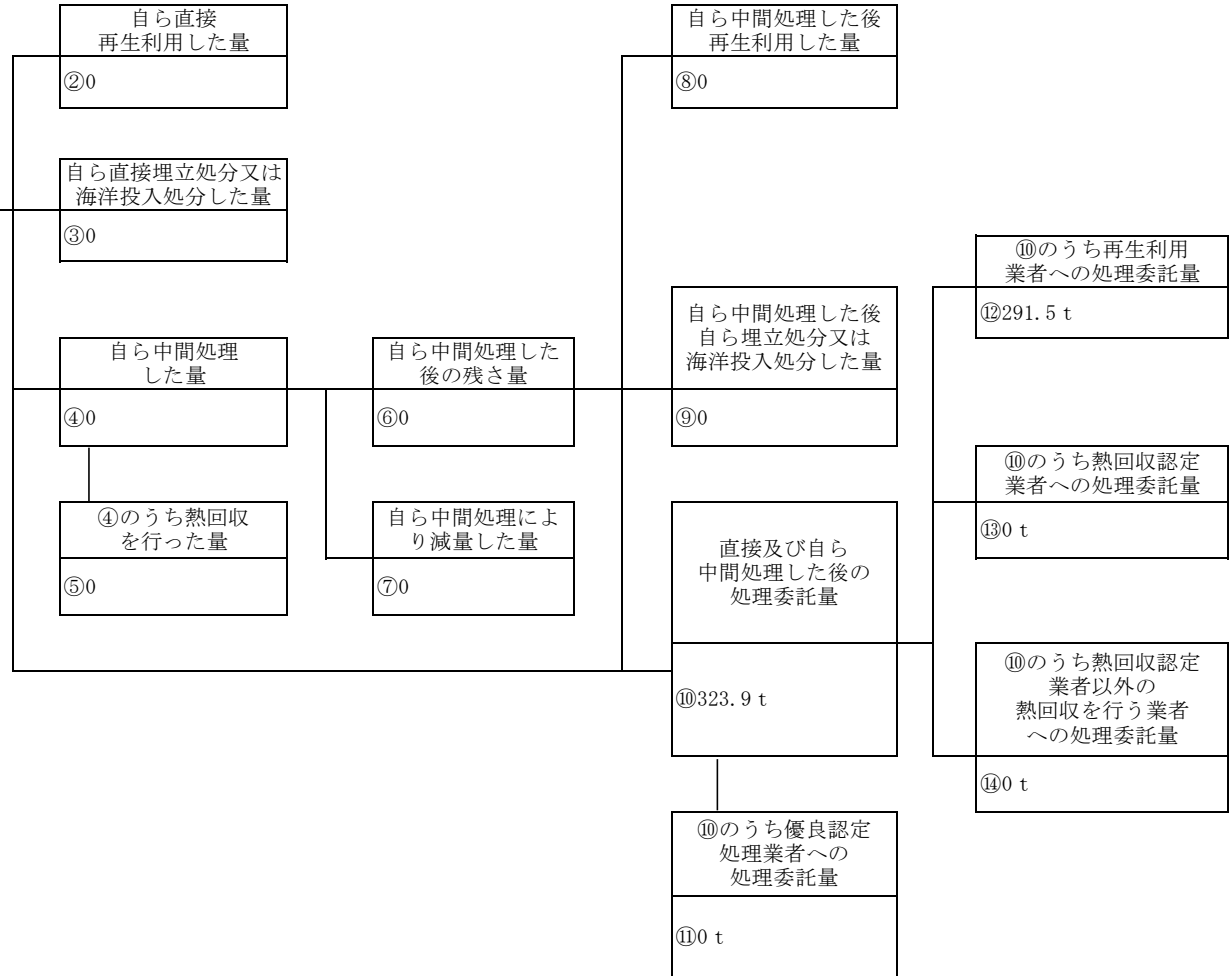 自ら直接
再生利用した量
②0
自ら直接埋立処分又は
海洋投入処分した量
③0
自ら中間処理
した量
④0
④のうち熱回収
を行った量
⑤0
自ら中間処理した
後の残さ量
⑥0
自ら中間処理によ
り減量した量
⑦0
自ら中間処理した後
再生利用した量
⑧0
自ら中間処理した後
自ら埋立処分又は
海洋投入処分した量
⑨0
直接及び自ら
中間処理した後の
処理委託量
⑩323.9 t
⑩のうち優良認定
処理業者への
処理委託量
⑪0 t
⑩のうち再生利用
業者への処理委託量
⑫291.5 t
⑩のうち熱回収認定
業者への処理委託量
⑬0 t
⑩のうち熱回収認定
業者以外の
熱回収を行う業者
への処理委託量
⑭0 t